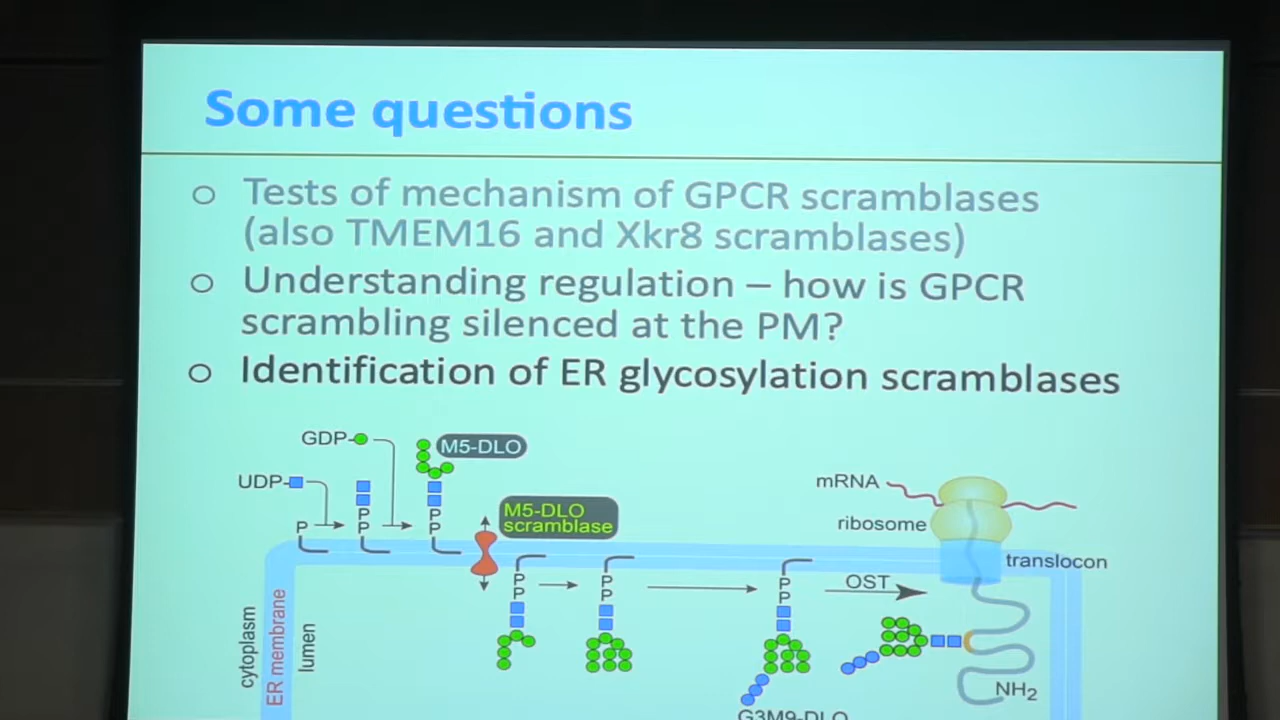 Some questions
Tests of mechanism of GPCR scramblases
(also TMEM16 and Xkr8 scramblases)
Understanding regulation – how is GPCR
scrambling silenced at the PM?
Identification of ER glycosylation scramblases
GDP-
M5-DLO
UDP-
mRNA
P
P
P
P
P
M5-DLO
scramblase
ribosome
translocon
P
P
P
P
P
P
OST
cytoplasm
ER membrane
lumen
NH2
G3M9-DLO